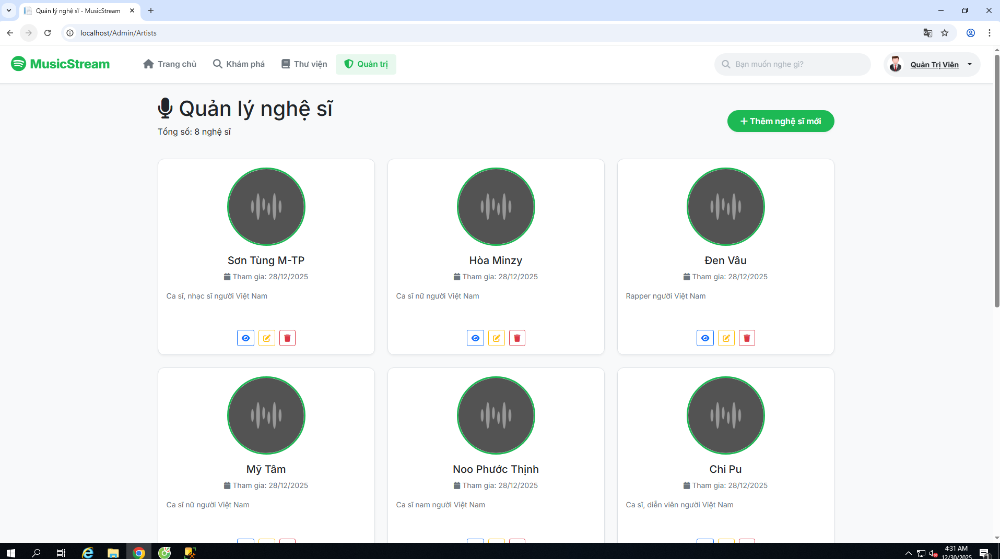 Quản lý nghệ sĩ - MusicStream
localhost/Admin/Artists
MusicStream
Trang chủ
Khám phá
Thư viện
Quản trị
Bạn muốn nghe gì?
Quản Trị Viên
Quản lý nghệ sĩ
Tổng số: 8 nghệ sĩ
Thêm nghệ sĩ mới
Sơn Tùng M-TP
Tham gia: 28/12/2025
Ca sĩ, nhạc sĩ người Việt Nam
Hòa Minzy
Tham gia: 28/12/2025
Ca sĩ nữ người Việt Nam
Đen Vâu
Tham gia: 28/12/2025
Rapper người Việt Nam
Mỹ Tâm
Tham gia: 28/12/2025
Ca sĩ nữ người Việt Nam
Noo Phước Thịnh
Tham gia: 28/12/2025
Ca sĩ nam người Việt Nam
Chi Pu
Tham gia: 28/12/2025
Ca sĩ, diễn viên người Việt Nam
4:31 AM
12/30/2025
1